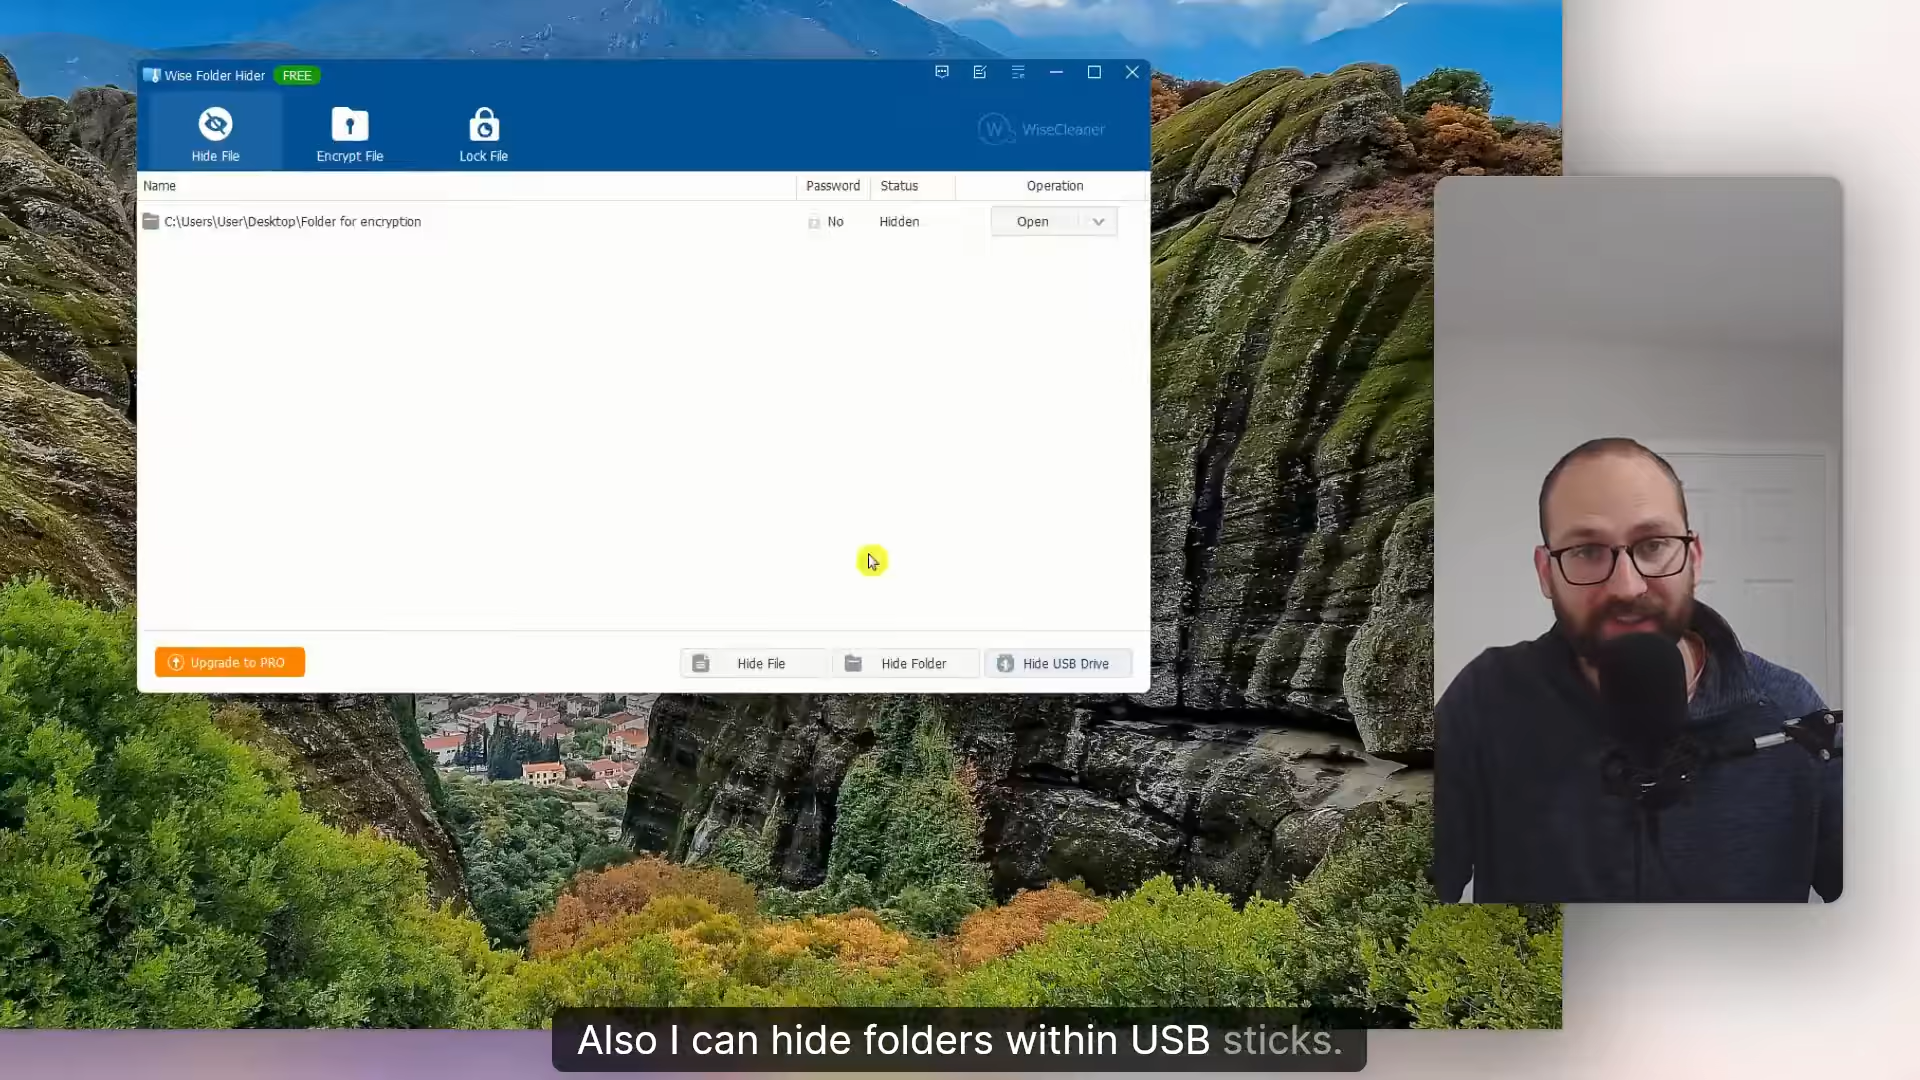 Wise Folder Hider FREE
Hide File
Encrypt File
Lock File
WiseCleaner
Name
Password
Status
Operation
C:\Users\User\Desktop\Folder for encryption
No
Hidden
Open
Upgrade to PRO
Hide File
Hide Folder
Hide USB Drive
Also I can hide folders within USB sticks.